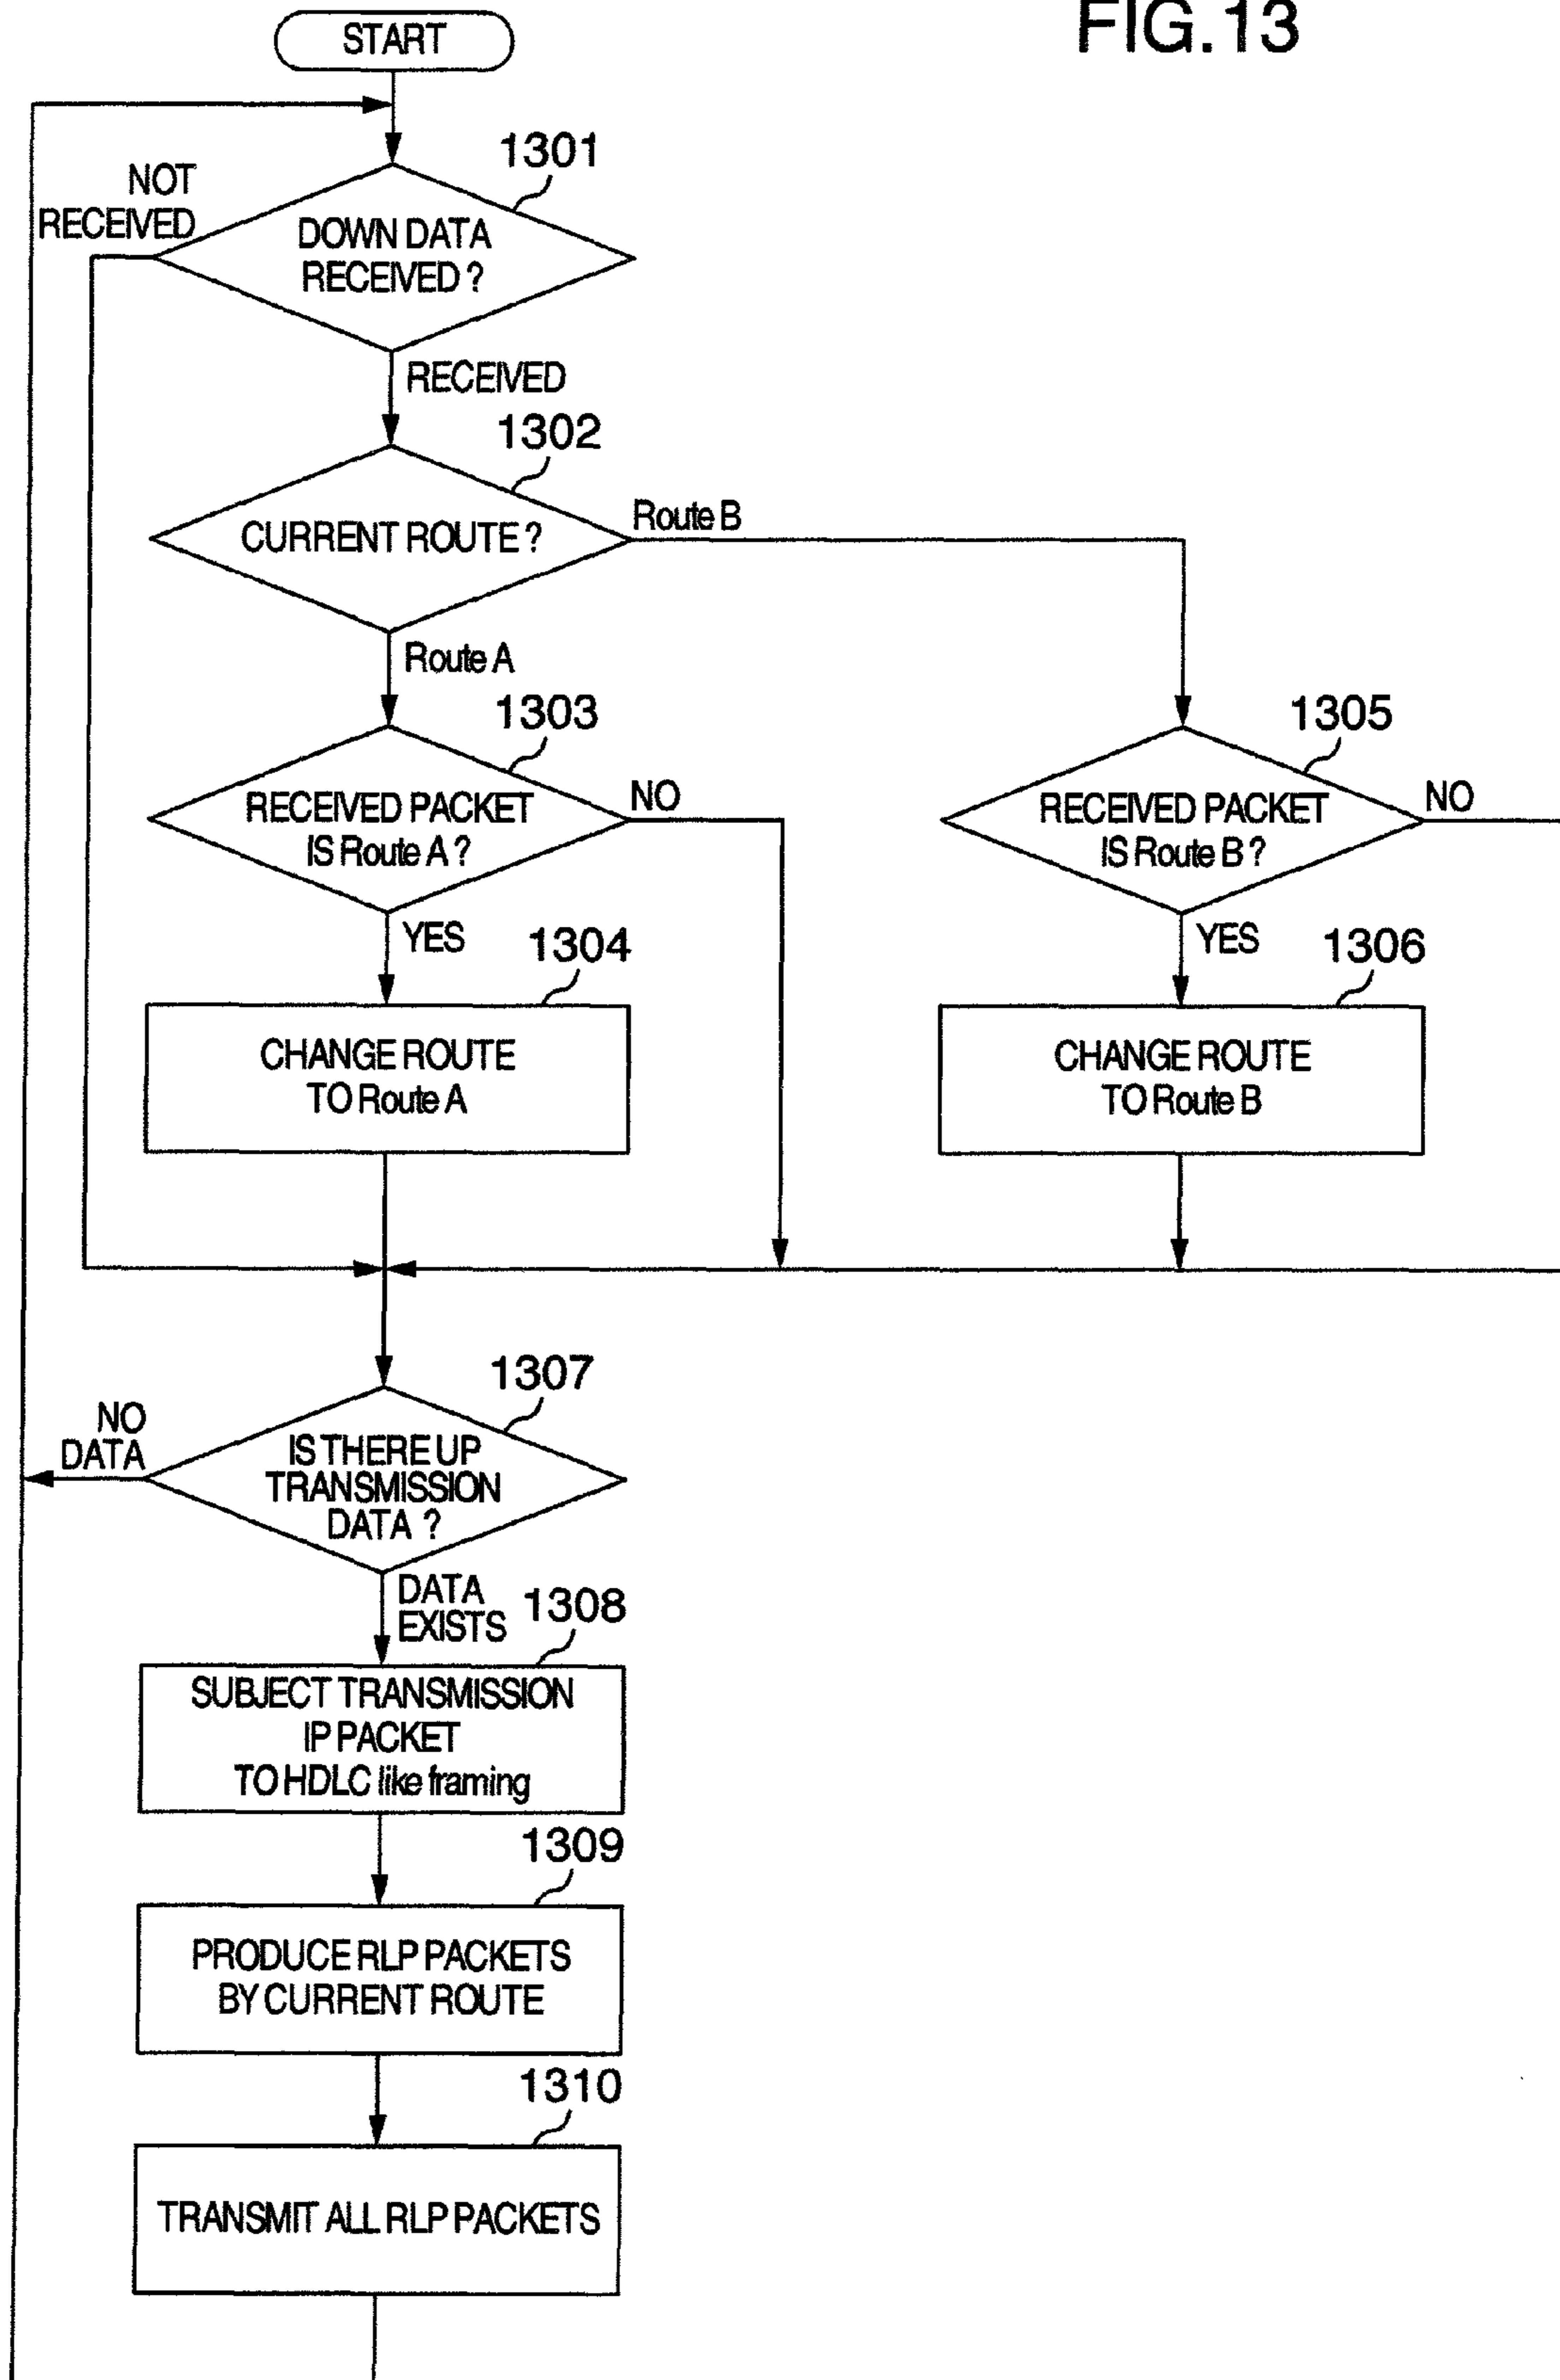 FIG.13
START
1301
NOT
RECEIVED
DOWN DATA
RECEIVED ?
RECEIVED
1302
CURRENT ROUTE ?
Route B
Route A
1303
RECEIVED PACKET
IS Route A ?
NO
1305
RECEIVED PACKET
IS Route B ?
NO
YES
1304
CHANGE ROUTE
TO Route A
YES
1306
CHANGE ROUTE
TO Route B
1307
NO
DATA
IS THERE UP
TRANSMISSION
DATA ?
DATA
EXISTS
1308
SUBJECT TRANSMISSION
IP PACKET
TO HDLC like framing
1309
PRODUCE RLP PACKETS
BY CURRENT ROUTE
1310
TRANSMIT ALL RLP PACKETS